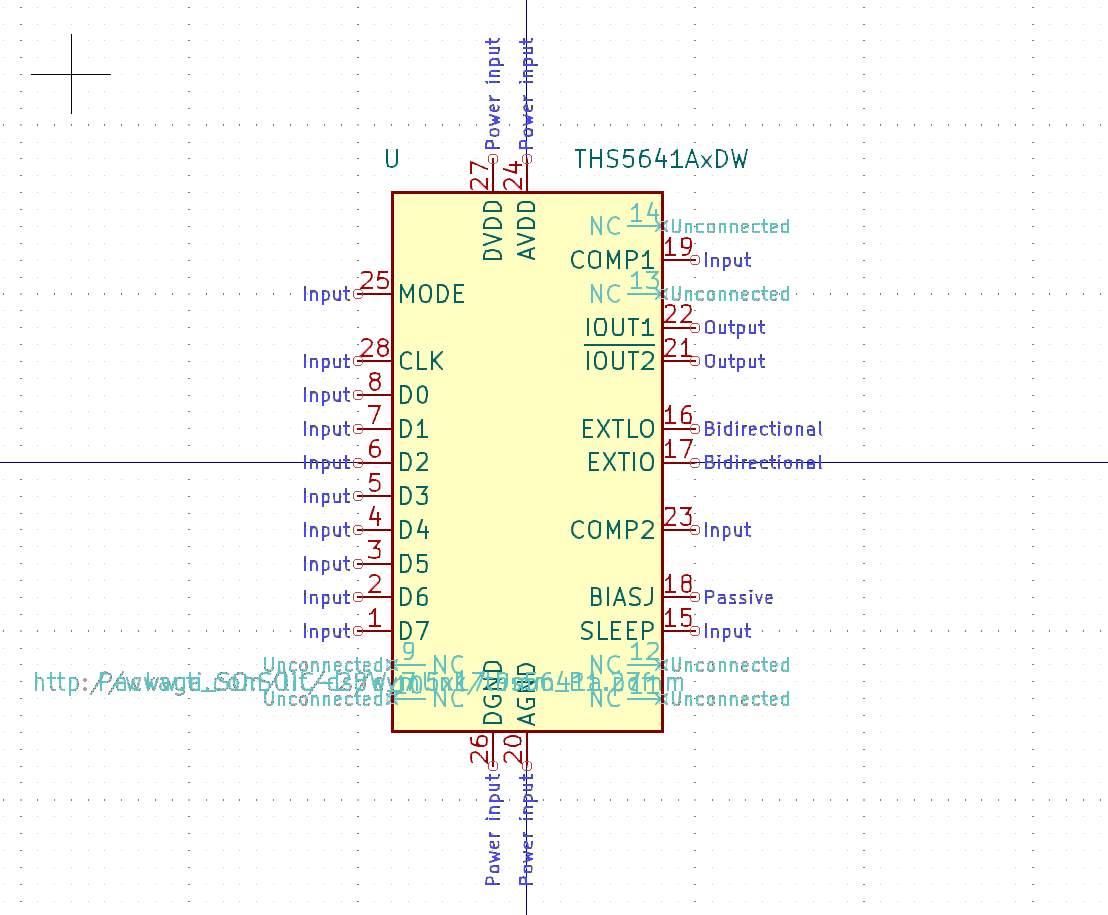 Power input
Power input
U
THS5641AxDW
27
24
DVDD
AVDD
NC 14 Unconnected
COMP1 19 Input
Input 25 MODE
NC 13 Unconnected
IOUT1 22 Output
Input 28 CLK
IOUT2 21 Output
Input 8 D0
Input 7 D1
EXTLO 16 Bidirectional
Input 6 D2
EXTIO 17 Bidirectional
Input 5 D3
Input 4 D4
COMP2 23 Input
Input 3 D5
Input 2 D6
BIASJ 18 Passive
Input 1 D7
SLEEP 15 Input
Unconnected 9 NC
NC 12 Unconnected
Unconnected 10 NC
NC 11 Unconnected
DGND
AGND
26
20
Power input
Power input